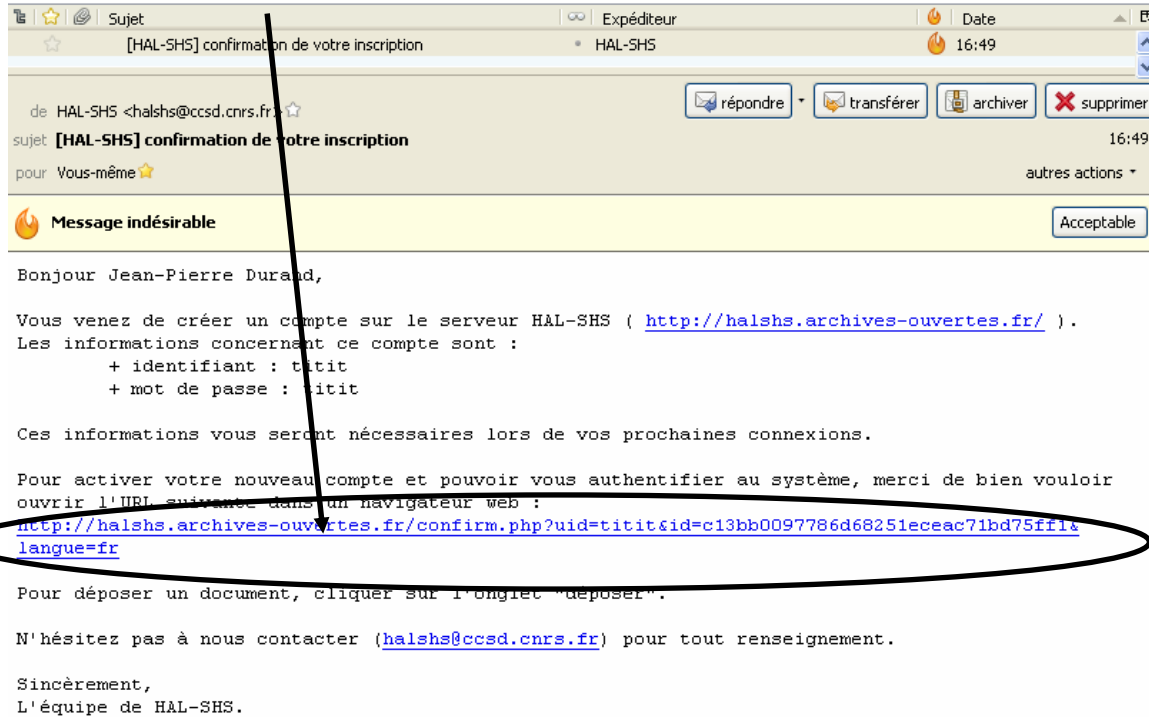 Sujet Expéditeur Date
[HAL-SHS] confirmation de votre inscription HAL-SHS 16:49
répondre transférer archiver supprimer
de HAL-SHS <halshs@ccsd.cnrs.fr>
sujet [HAL-SHS] confirmation de votre inscription 16:49
pour Vous-même autres actions
Message indésirable Acceptable
Bonjour Jean-Pierre Durand,
Vous venez de créer un compte sur le serveur HAL-SHS ( http://halshs.archives-ouvertes.fr/ ).
Les informations concernant ce compte sont :
+ identifiant : titit
+ mot de passe : titit
Ces informations vous seront nécessaires lors de vos prochaines connexions.
Pour activer votre nouveau compte et pouvoir vous authentifier au système, merci de bien vouloir
ouvrir l'URL suivante dans un navigateur web :
http://halshs.archives-ouvertes.fr/confirm.php?uid=titit&id=c13bb0097786d68251eceac71bd75ff1&
langue=fr
Pour déposer un document, cliquer sur l'onglet "déposer".
N'hésitez pas à nous contacter (halshs@ccsd.cnrs.fr) pour tout renseignement.
Sincèrement,
L'équipe de HAL-SHS.